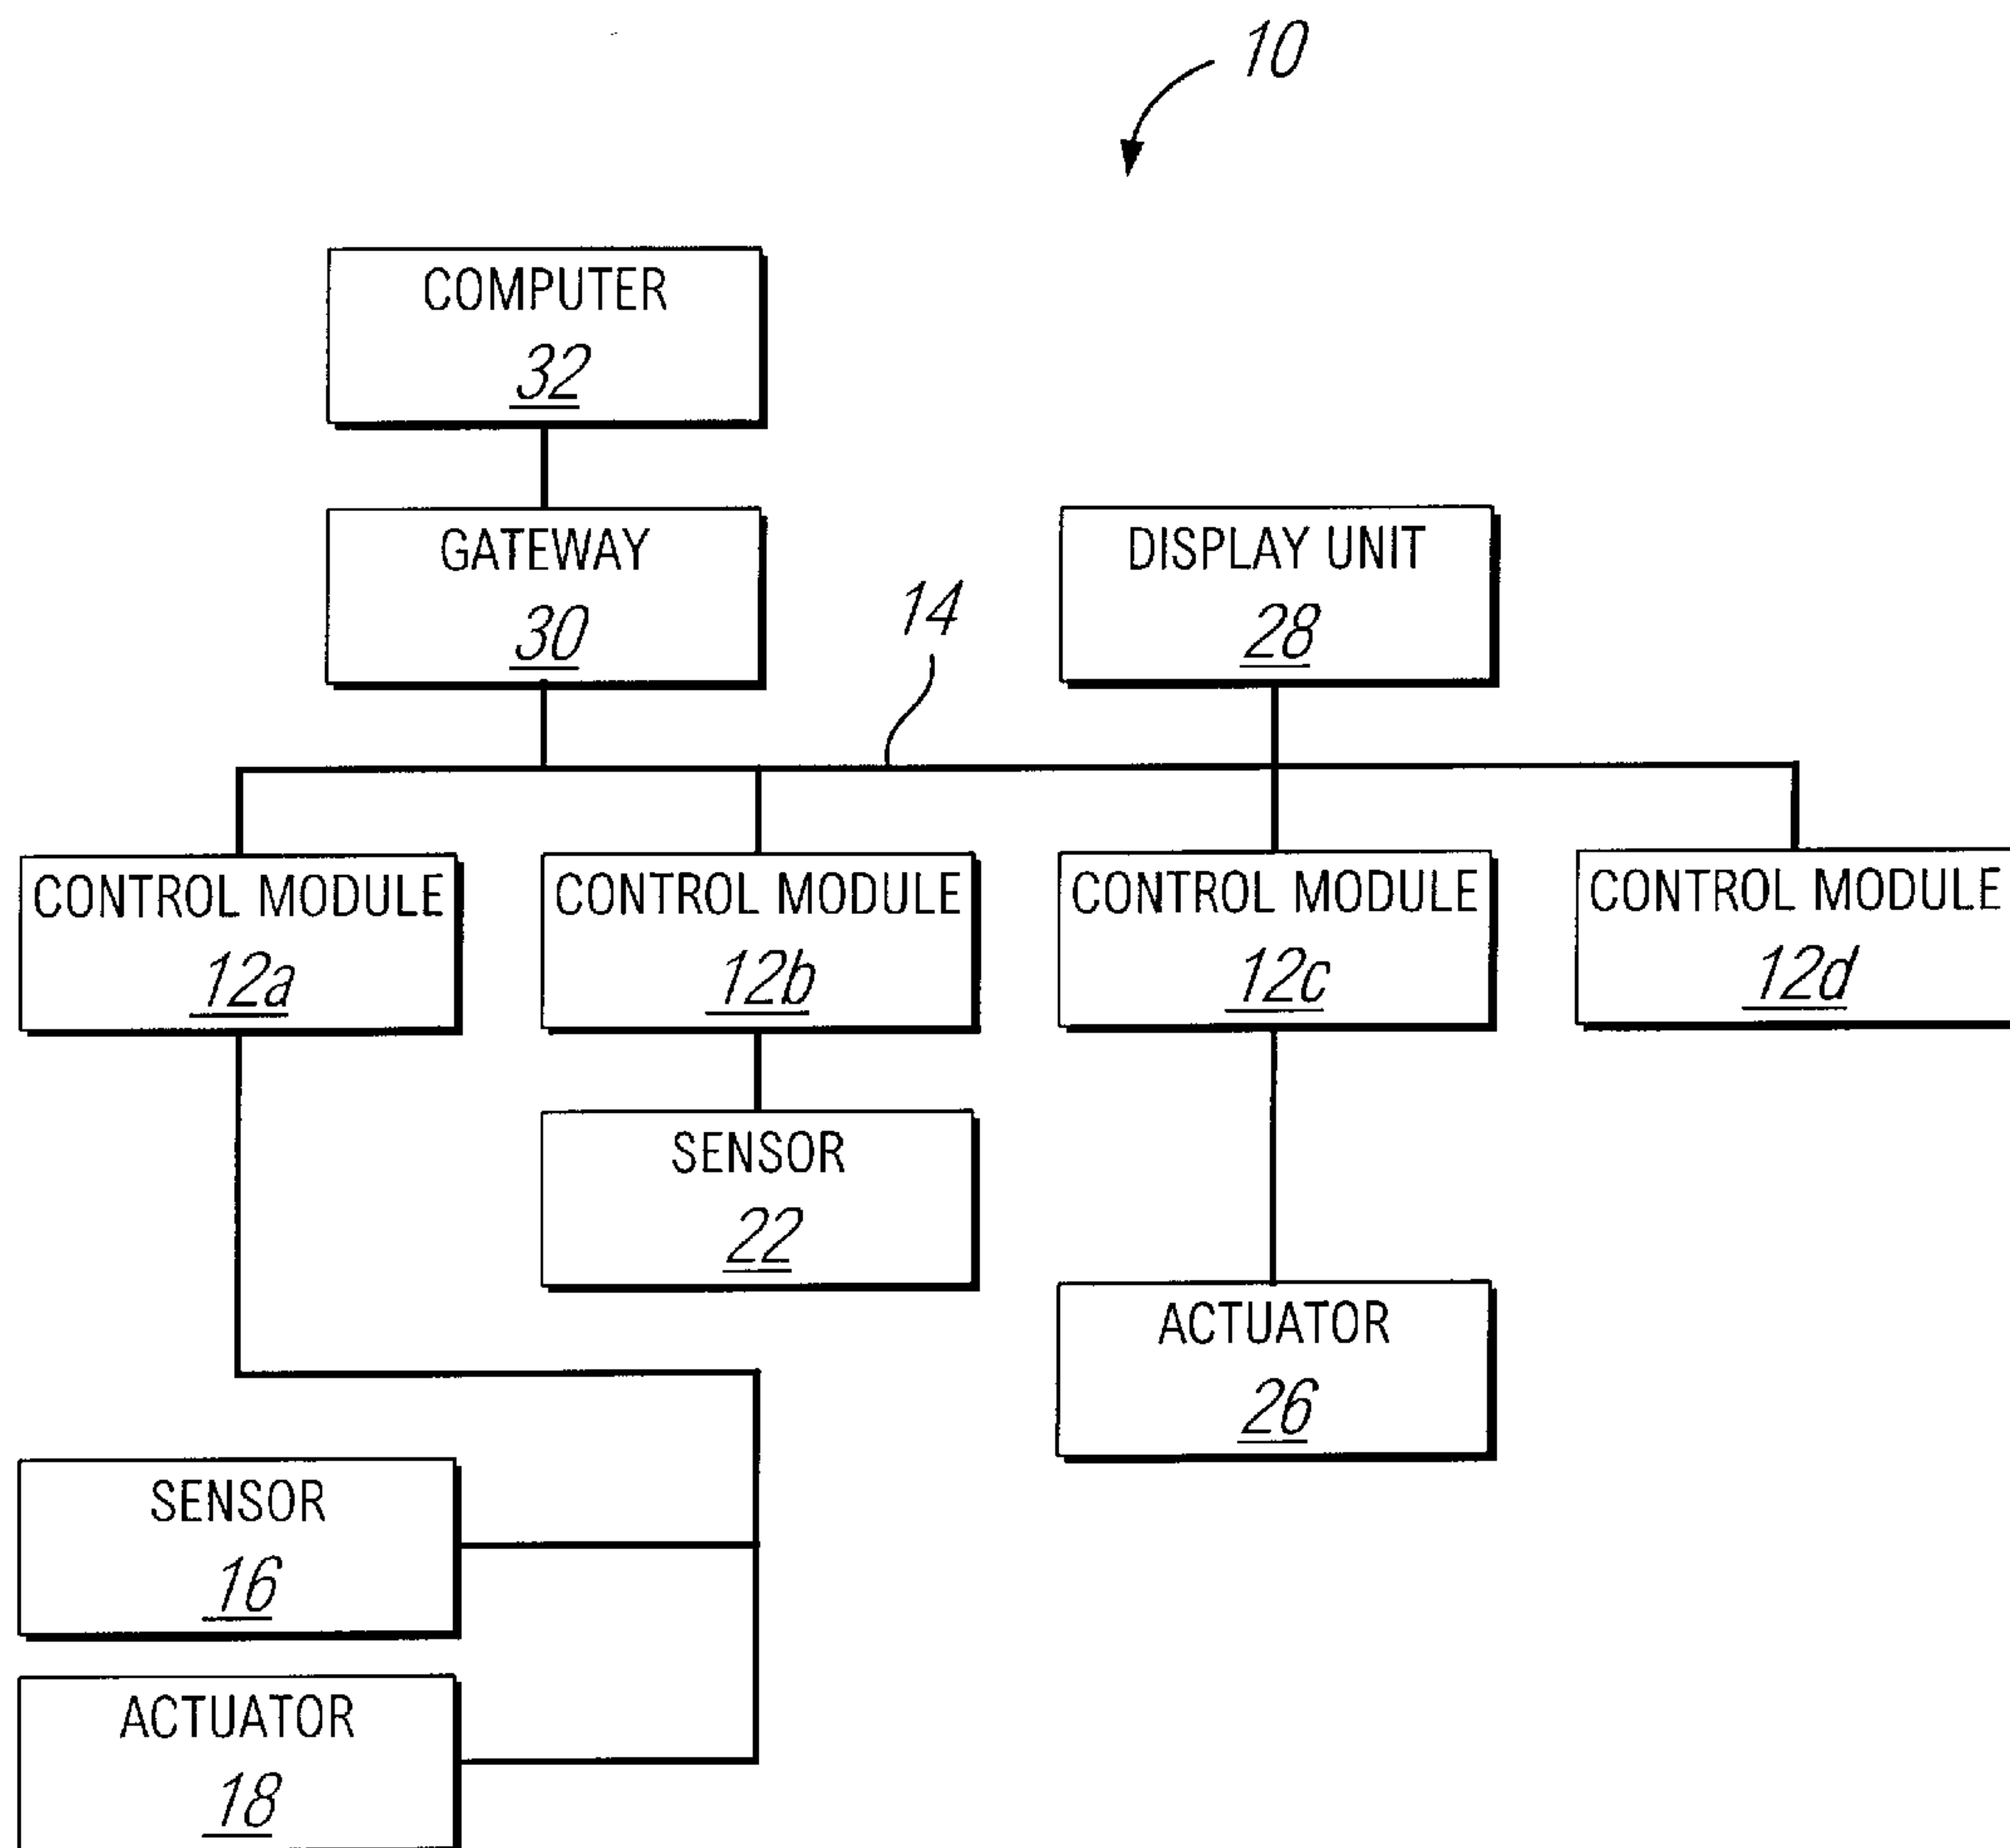 10
COMPUTER
32
GATEWAY
30
DISPLAY UNIT
28
14
CONTROL MODULE
12a
CONTROL MODULE
12b
CONTROL MODULE
12c
CONTROL MODULE
12d
SENSOR
22
ACTUATOR
26
SENSOR
16
ACTUATOR
18